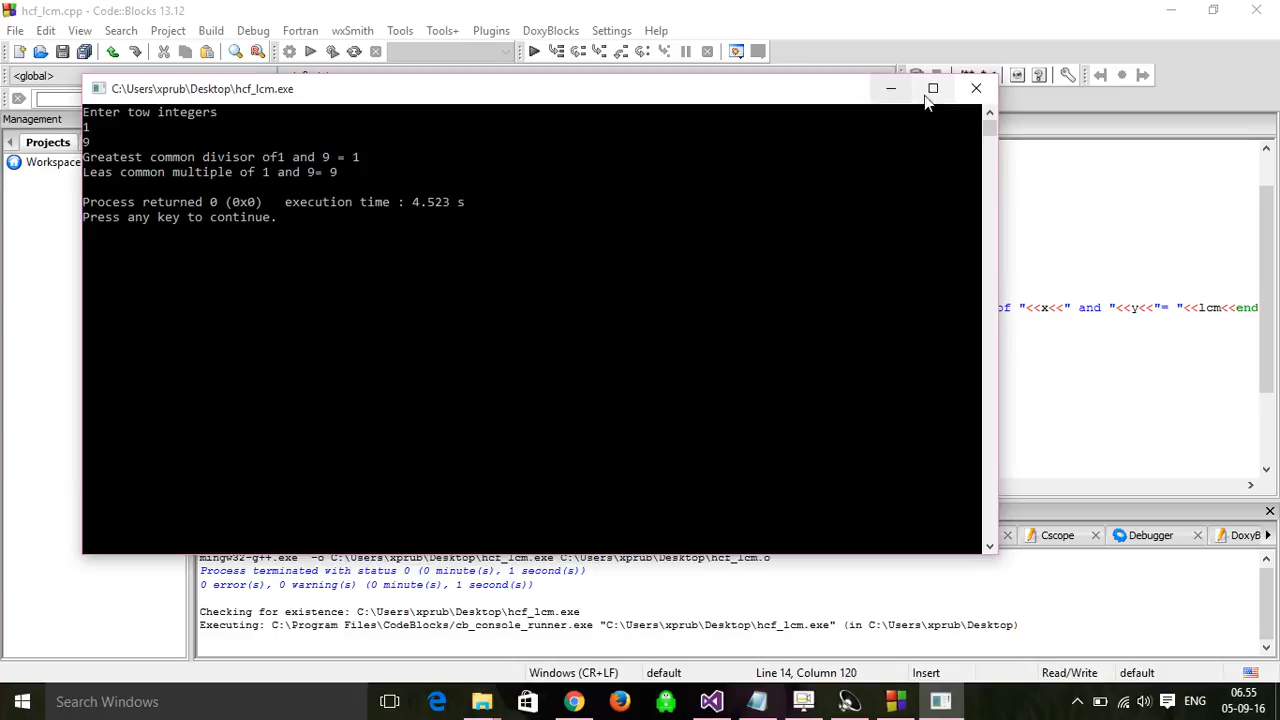 hcf_lcm.cpp - Code::Blocks 13.12
File Edit View Search Project Build Debug Fortran wxSmith Tools Tools+ Plugins DoxyBlocks Settings Help
<global>
C:\Users\xprub\Desktop\hcf_lcm.exe
Management
Projects
Workspace
Enter tow integers
1
9
Greatest common divisor of1 and 9 = 1
Leas common multiple of 1 and 9= 9
Process returned 0 (0x0)   execution time : 4.523 s
Press any key to continue.
of "<<x<<" and "<<y<<"= "<<lcm<<end
Cscope Debugger DoxyB
mingw32-g++.exe  -o C:\Users\xprub\Desktop\hcf_lcm.exe C:\Users\xprub\Desktop\hcf_lcm.o
Process terminated with status 0 (0 minute(s), 1 second(s))
0 error(s), 0 warning(s) (0 minute(s), 1 second(s))
Checking for existence: C:\Users\xprub\Desktop\hcf_lcm.exe
Executing: C:\Program Files\CodeBlocks/cb_console_runner.exe "C:\Users\xprub\Desktop\hcf_lcm.exe" (in C:\Users\xprub\Desktop)
Windows (CR+LF) default Line 14, Column 120 Insert Read/Write default
Search Windows
ENG
06.55
05-09-16